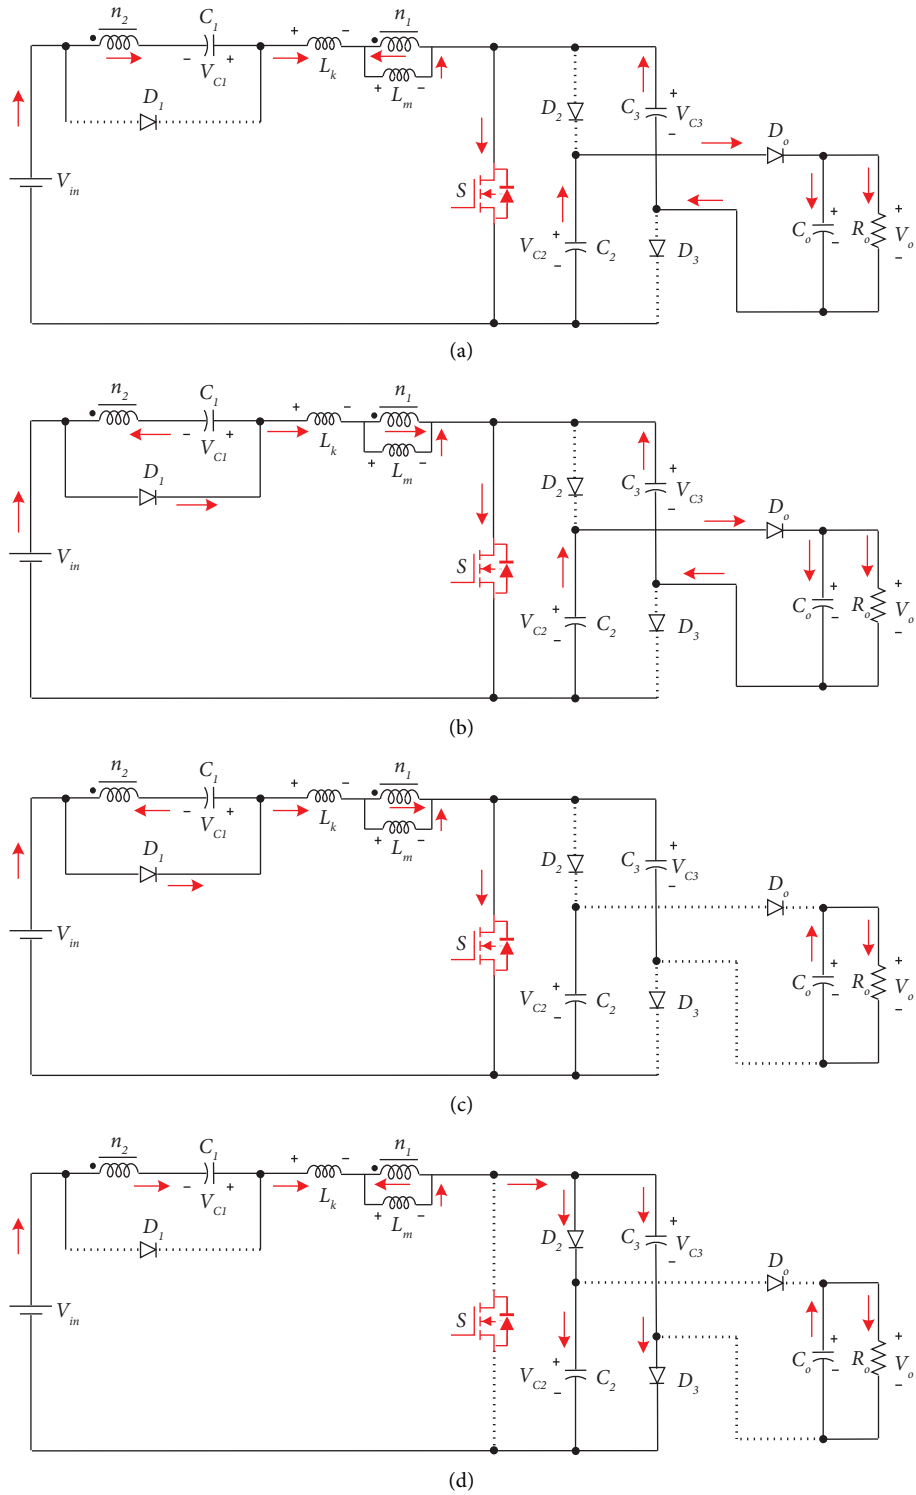 n2 C1 n1
- VC1 + + Lk - + Lm -
D1
Vin
S
D2 C3 + VC3 -
Do
VC2 + - C2
D3
Co + -
Ro + Vo -
(a)
n2 C1 n1
- VC1 + + Lk - + Lm -
D1
Vin
S
D2 C3 + VC3 -
Do
VC2 + - C2
D3
Co + -
Ro + Vo -
(b)
n2 C1 n1
- VC1 + + Lk - + Lm -
D1
Vin
S
D2 C3 + VC3 -
Do
VC2 + - C2
D3
Co + -
Ro + Vo -
(c)
n2 C1 n1
- VC1 + + Lk - + Lm -
D1
Vin
S
D2 C3 + VC3 -
Do
VC2 + - C2
D3
Co + -
Ro + Vo -
(d)